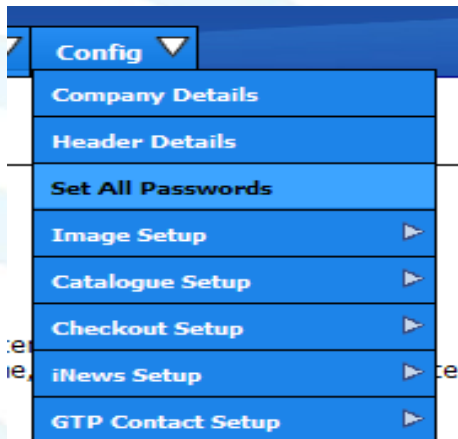 Config
Company Details
Header Details
Set All Passwords
Image Setup
Catalogue Setup
Checkout Setup
iNews Setup
GTP Contact Setup